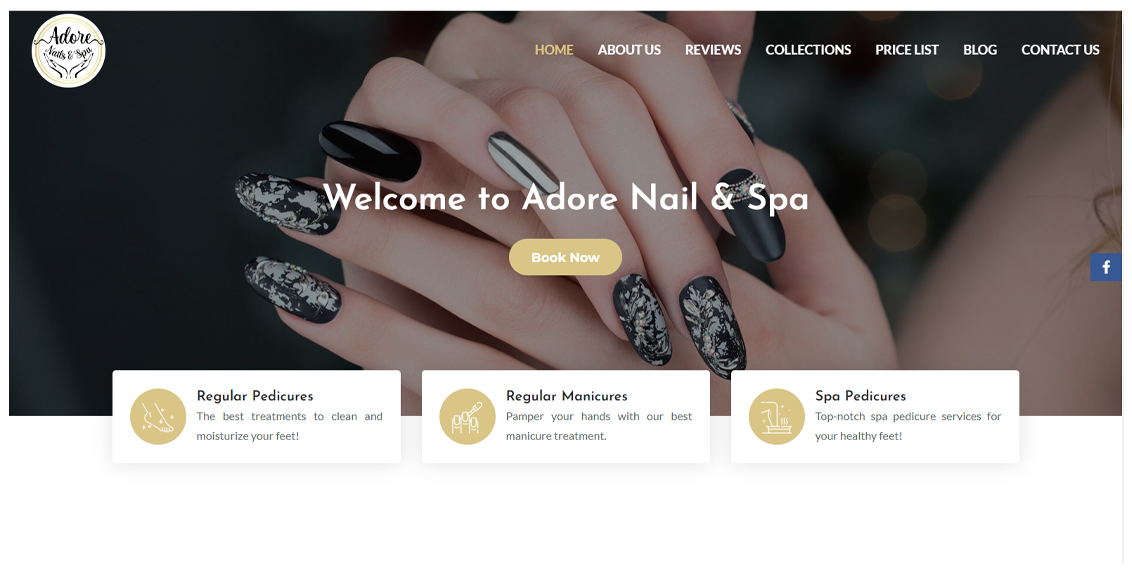 Adore
Nails & Spa
HOME ABOUT US REVIEWS COLLECTIONS PRICE LIST BLOG CONTACT US
Welcome to Adore Nail & Spa
Book Now
f
Regular Pedicures
The best treatments to clean and
moisturize your feet!
Regular Manicures
Pamper your hands with our best
manicure treatment.
Spa Pedicures
Top-notch spa pedicure services for
your healthy feet!